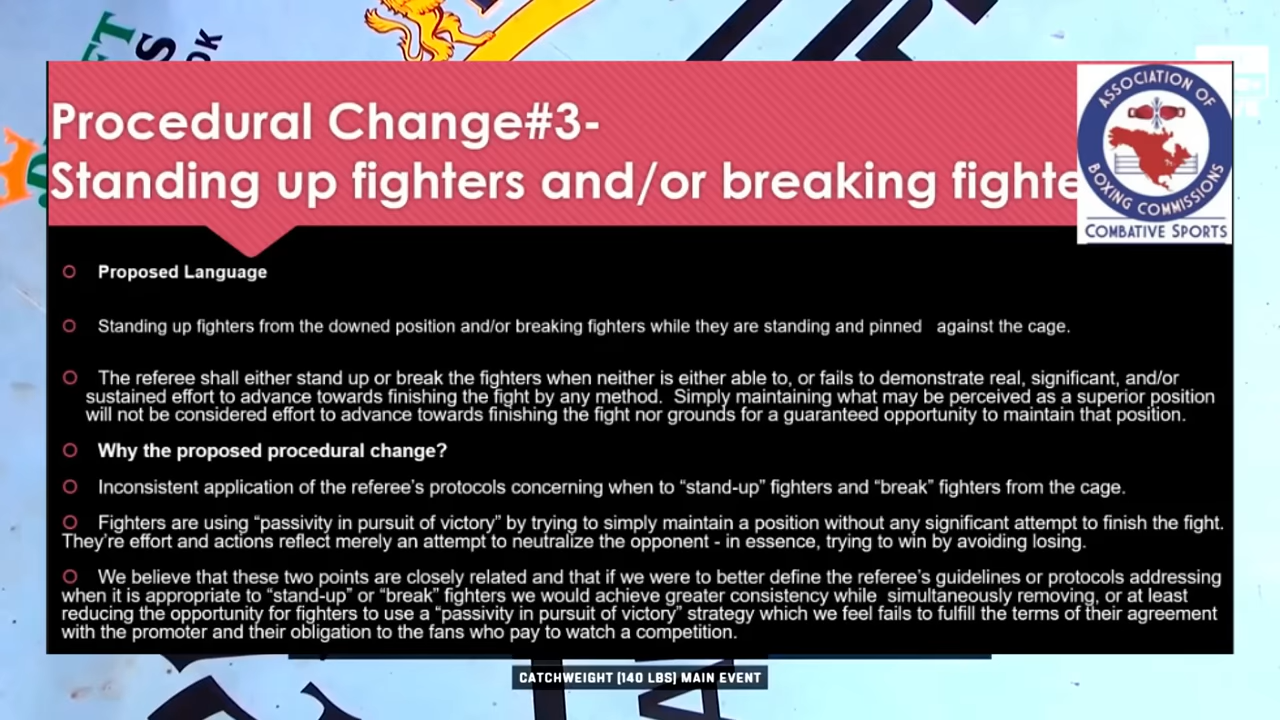 Procedural Change#3-
Standing up fighters and/or breaking fighte
ASSOCIATION OF
BOXING COMMISSIONS
COMBATIVE SPORTS
Proposed Language
Standing up fighters from the downed position and/or breaking fighters while they are standing and pinned against the cage.
The referee shall either stand up or break the fighters when neither is either able to, or fails to demonstrate real, significant, and/or
sustained effort to advance towards finishing the fight by any method. Simply maintaining what may be perceived as a superior position
will not be considered effort to advance towards finishing the fight nor grounds for a guaranteed opportunity to maintain that position.
Why the proposed procedural change?
Inconsistent application of the referee's protocols concerning when to “stand-up” fighters and “break” fighters from the cage.
Fighters are using “passivity in pursuit of victory” by trying to simply maintain a position without any significant attempt to finish the fight.
They're effort and actions reflect merely an attempt to neutralize the opponent - in essence, trying to win by avoiding losing.
We believe that these two points are closely related and that if we were to better define the referee's guidelines or protocols addressing
when it is appropriate to “stand-up” or “break” fighters we would achieve greater consistency while simultaneously removing, or at least
reducing the opportunity for fighters to use a “passivity in pursuit of victory” strategy which we feel fails to fulfill the terms of their agreement
with the promoter and their obligation to the fans who pay to watch a competition.
CATCHWEIGHT [140 LBS] MAIN EVENT